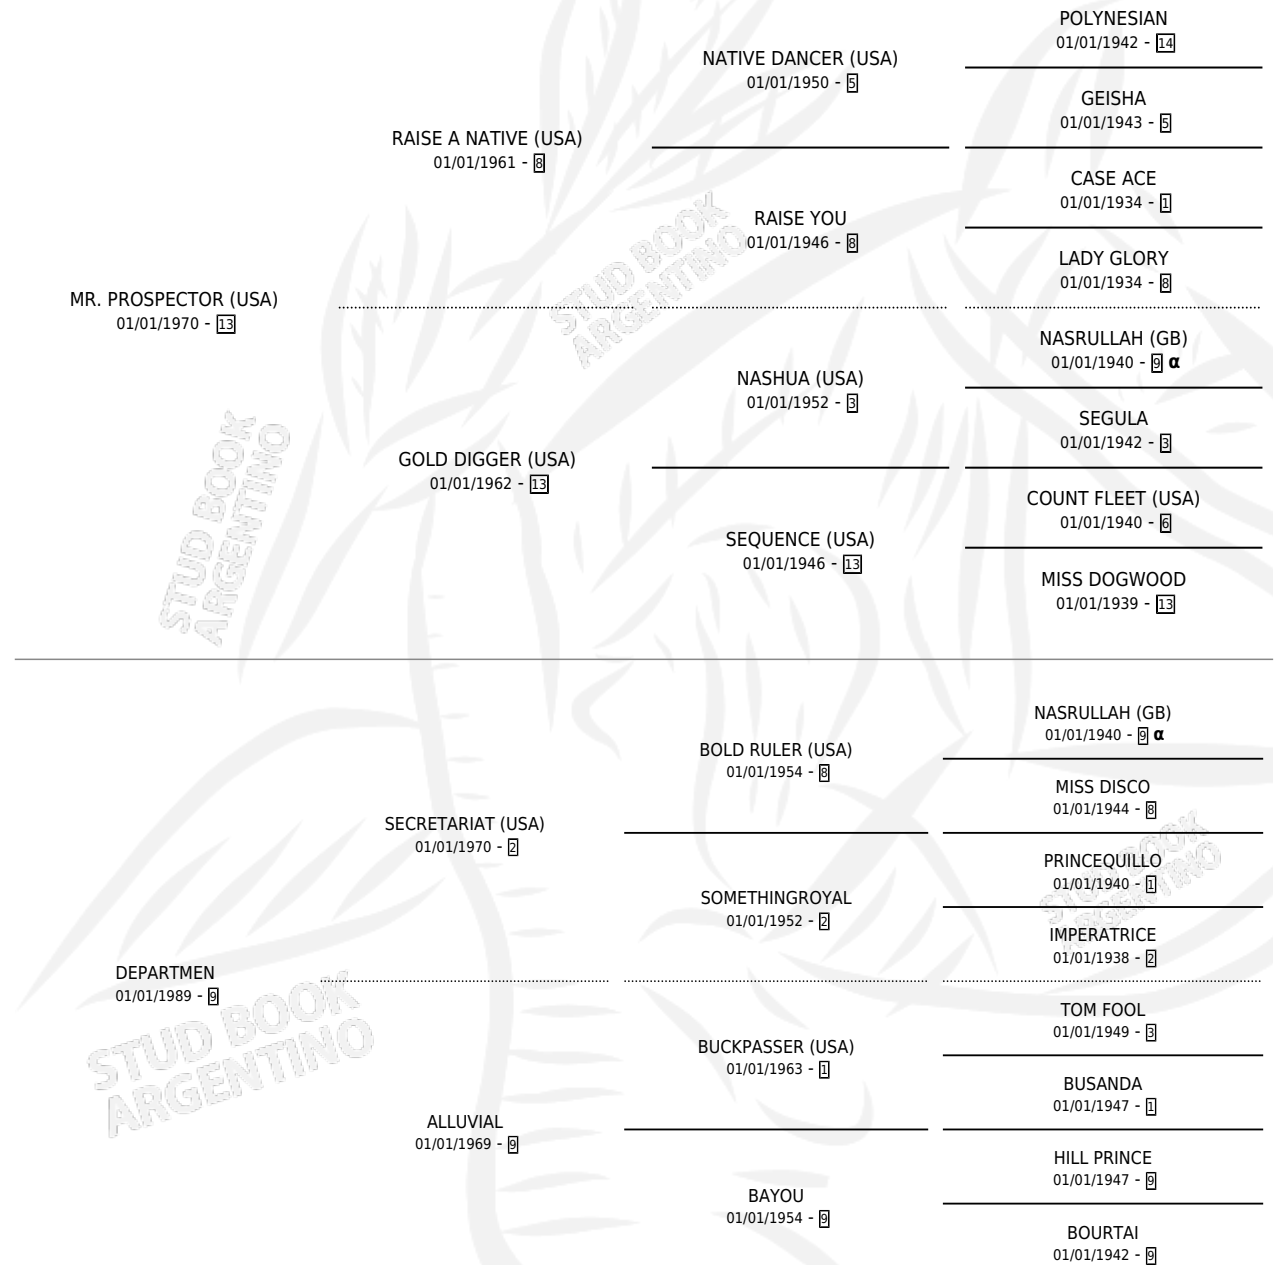 POLYNESIAN
01/01/1942 - 14
NATIVE DANCER (USA)
01/01/1950 - 5
GEISHA
01/01/1943 - 5
RAISE A NATIVE (USA)
01/01/1961 - 8
CASE ACE
01/01/1934 - 1
RAISE YOU
01/01/1946 - 8
LADY GLORY
01/01/1934 - 8
STUD BOOK
ARGENTINO
MR. PROSPECTOR (USA)
01/01/1970 - 13
NASRULLAH (GB)
01/01/1940 - 9 α
NASHUA (USA)
01/01/1952 - 3
SEGULA
01/01/1942 - 3
GOLD DIGGER (USA)
01/01/1962 - 13
COUNT FLEET (USA)
01/01/1940 - 6
SEQUENCE (USA)
01/01/1946 - 13
MISS DOGWOOD
01/01/1939 - 13
STUD BOOK
ARGENTINO
NASRULLAH (GB)
01/01/1940 - 9 α
BOLD RULER (USA)
01/01/1954 - 8
MISS DISCO
01/01/1944 - 8
SECRETARIAT (USA)
01/01/1970 - 2
PRINCEQUILLO
01/01/1940 - 1
SOMETHINGROYAL
01/01/1952 - 2
IMPERATRICE
01/01/1938 - 2
STUD BOOK
ARGENTINO
DEPARTMEN
01/01/1989 - 9
TOM FOOL
01/01/1949 - 3
BUCKPASSER (USA)
01/01/1963 - 1
BUSANDA
01/01/1947 - 1
STUD BOOK
ARGENTINO
ALLUVIAL
01/01/1969 - 9
HILL PRINCE
01/01/1947 - 9
BAYOU
01/01/1954 - 9
BOURTAI
01/01/1942 - 9